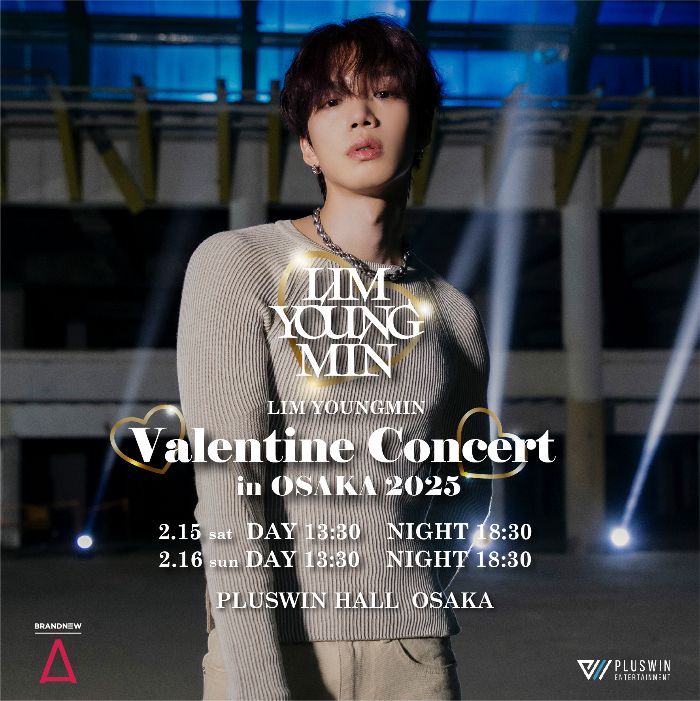 LIM
YOUNG
MIN
LIM YOUNGMIN
Valentine Concert
in OSAKA 2025
2.15 sat DAY 13:30 NIGHT 18:30
2.16 sun DAY 13:30 NIGHT 18:30
PLUSWIN HALL OSAKA
BRANDNEW
PLUSWIN
ENTERTAINMENT